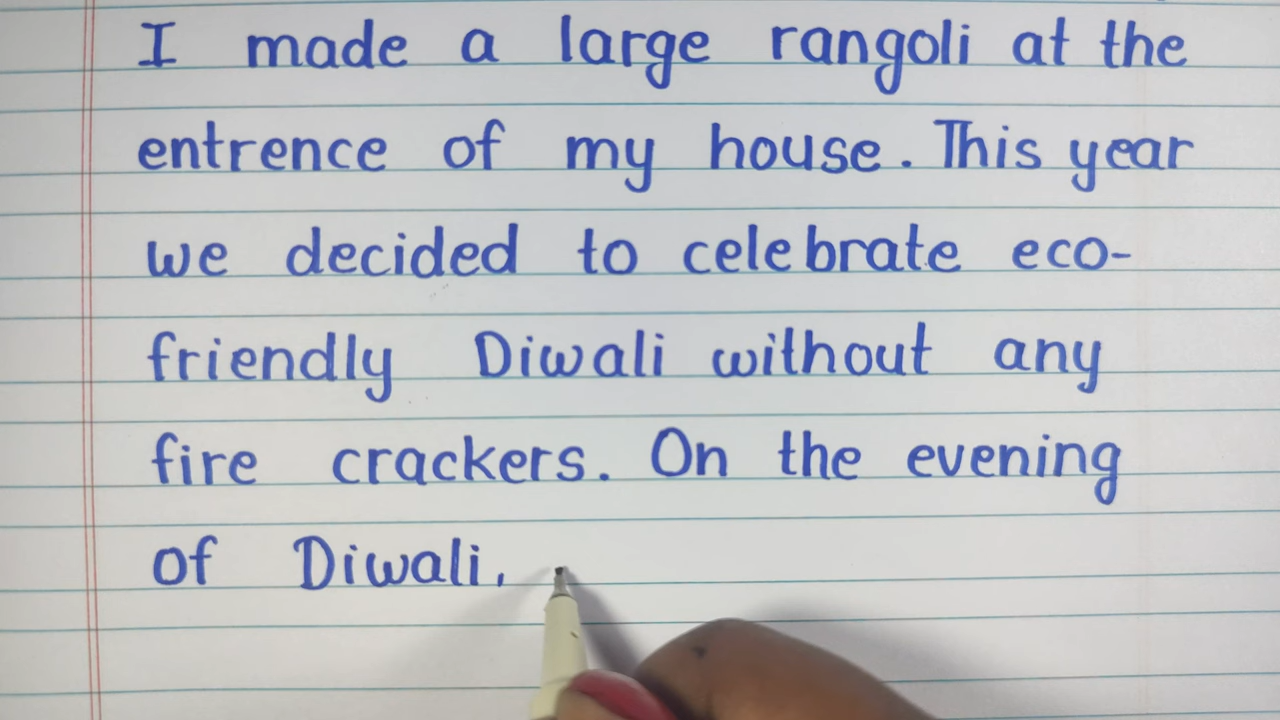 I made a large rangoli at the
entrence of my house. This year
we decided to celebrate eco-
friendly Diwali without any
fire crackers. On the evening
of Diwali,